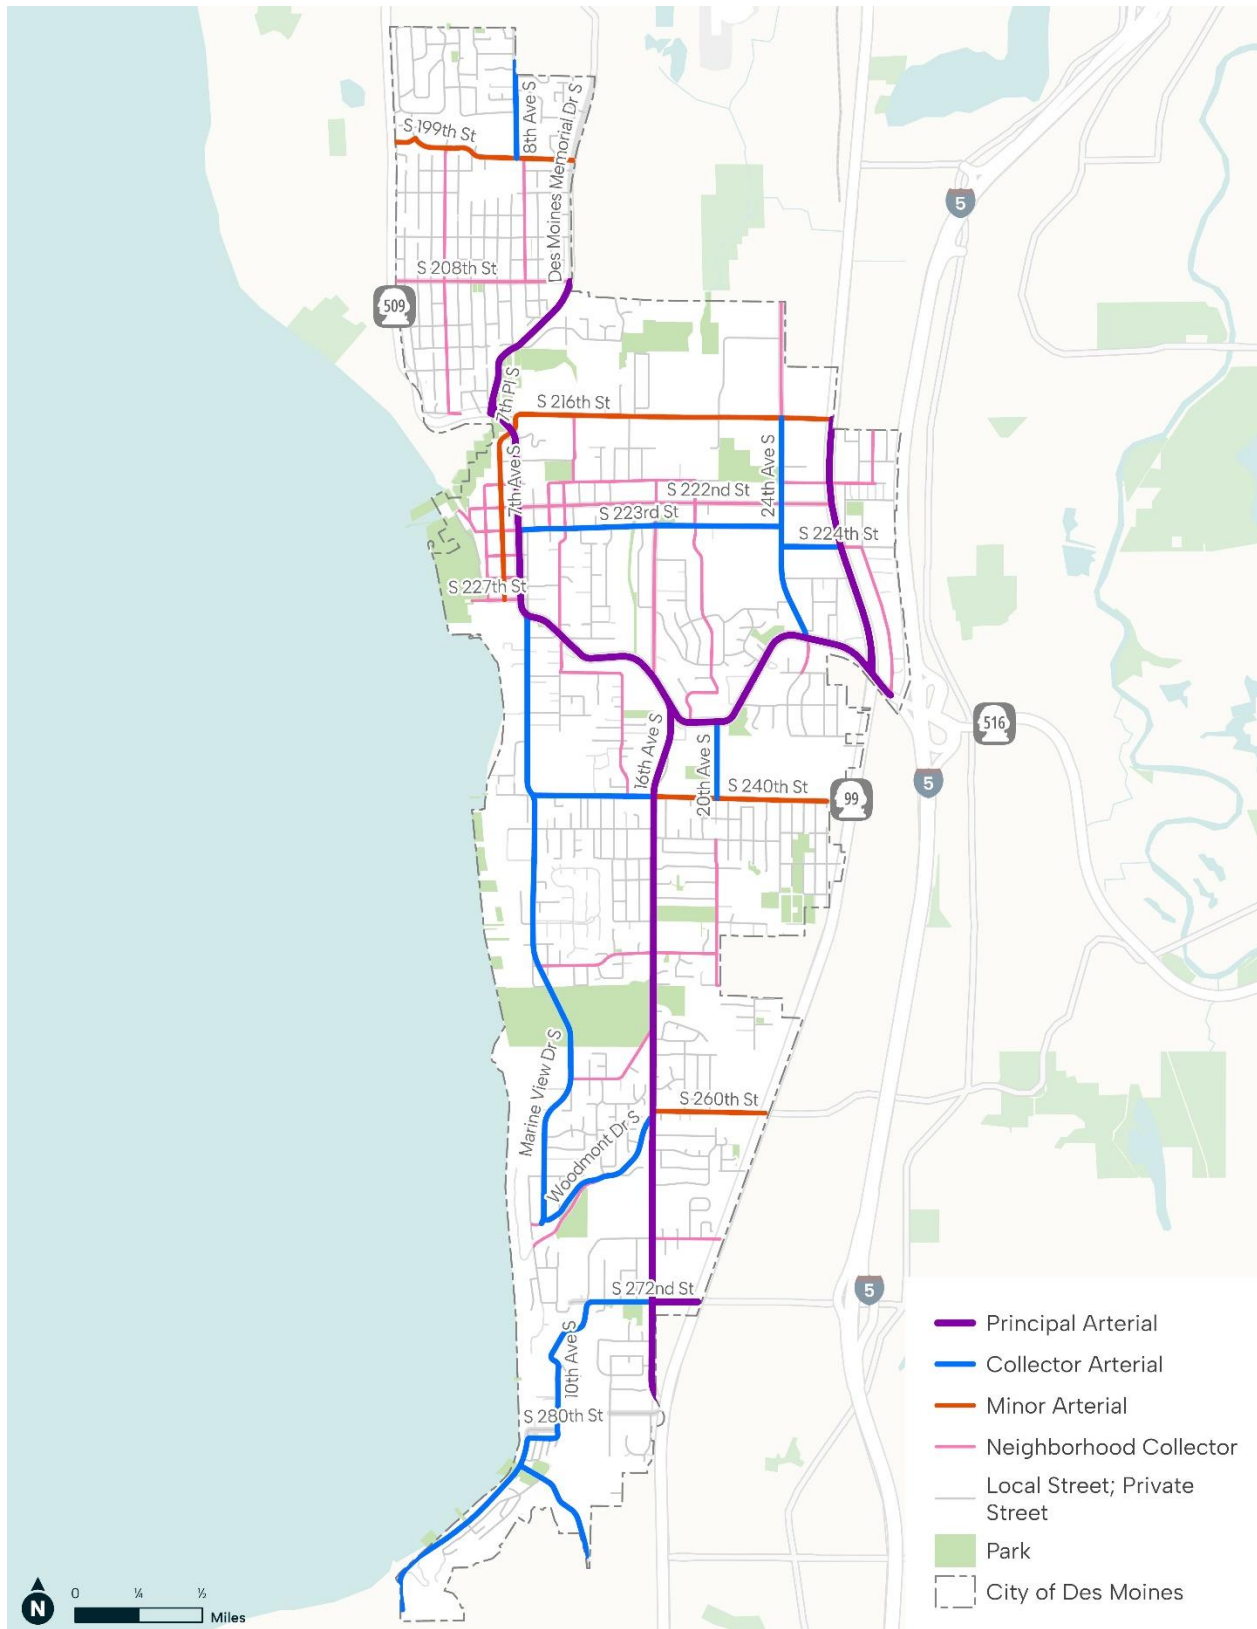 8th Ave S
S 199th St
Des Moines Memorial Dr S
5
S 208th St
509
7th Pl S
S 216th St
7th Ave S
24th Ave S
S 222nd St
S 223rd St
S 224th St
S 227th St
516
16th Ave S
20th Ave S
S 240th St
99
5
Marine View Dr S
S 260th St
Woodmont Dr S
S 272nd St
5
10th Ave S
S 280th St
Principal Arterial
Collector Arterial
Minor Arterial
Neighborhood Collector
Local Street; Private
Street
Park
City of Des Moines
N
0 ¼ ½
Miles